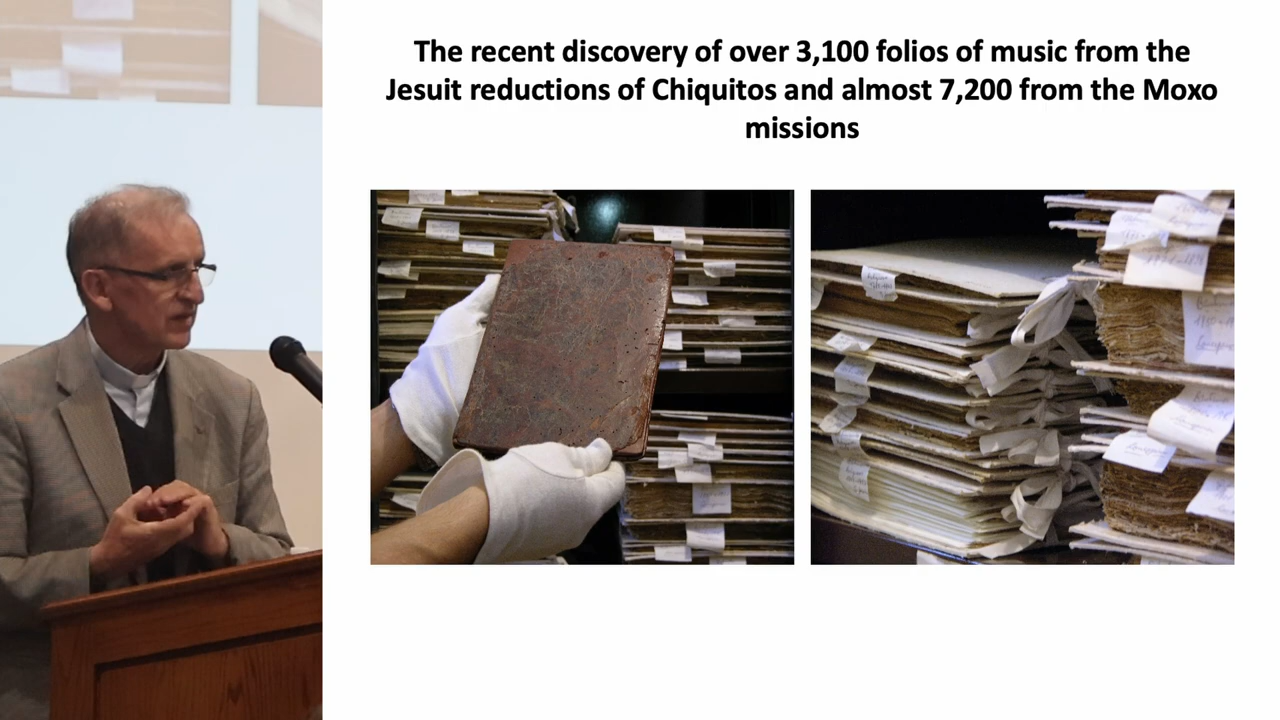 The recent discovery of over 3,100 folios of music from the
Jesuit reductions of Chiquitos and almost 7,200 from the Moxo
missions